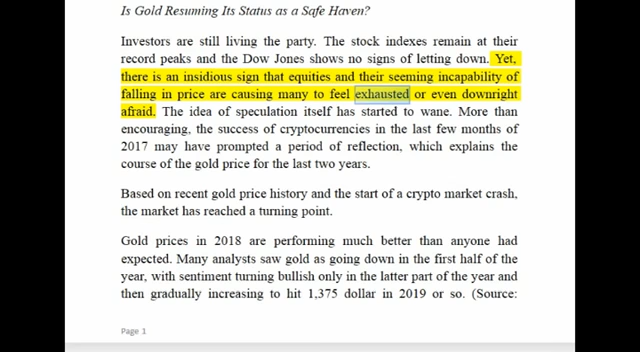 Is Gold Resuming Its Status as a Safe Haven?
Investors are still living the party. The stock indexes remain at their
record peaks and the Dow Jones shows no signs of letting down. Yet,
there is an insidious sign that equities and their seeming incapability of
falling in price are causing many to feel exhausted or even downright
afraid. The idea of speculation itself has started to wane. More than
encouraging, the success of cryptocurrencies in the last few months of
2017 may have prompted a period of reflection, which explains the
course of the gold price for the last two years.
Based on recent gold price history and the start of a crypto market crash,
the market has reached a turning point.
Gold prices in 2018 are performing much better than anyone had
expected. Many analysts saw gold as going down in the first half of the
year, with sentiment turning bullish only in the latter part of the year and
then gradually increasing to hit 1,375 dollar in 2019 or so. (Source:
Page 1